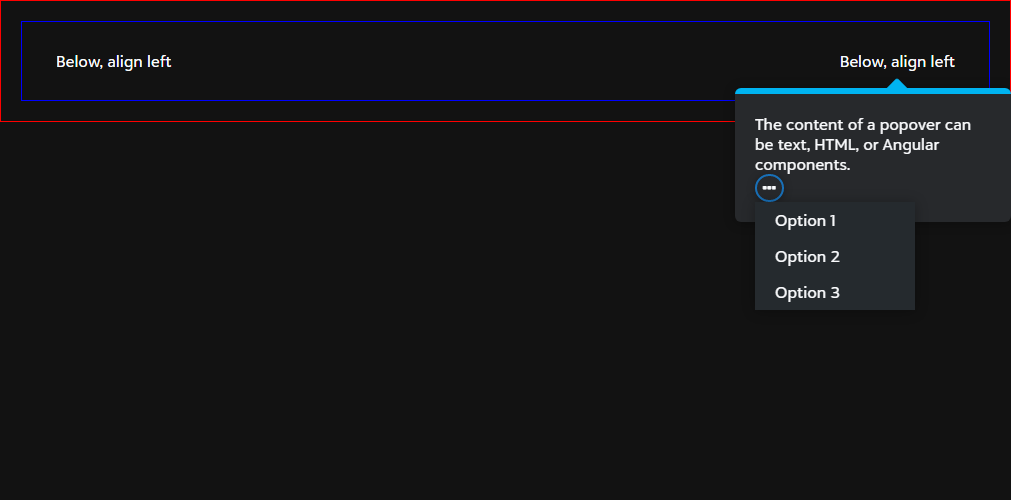 Below, align left
Below, align left
The content of a popover can
be text, HTML, or Angular
components.
Option 1
Option 2
Option 3